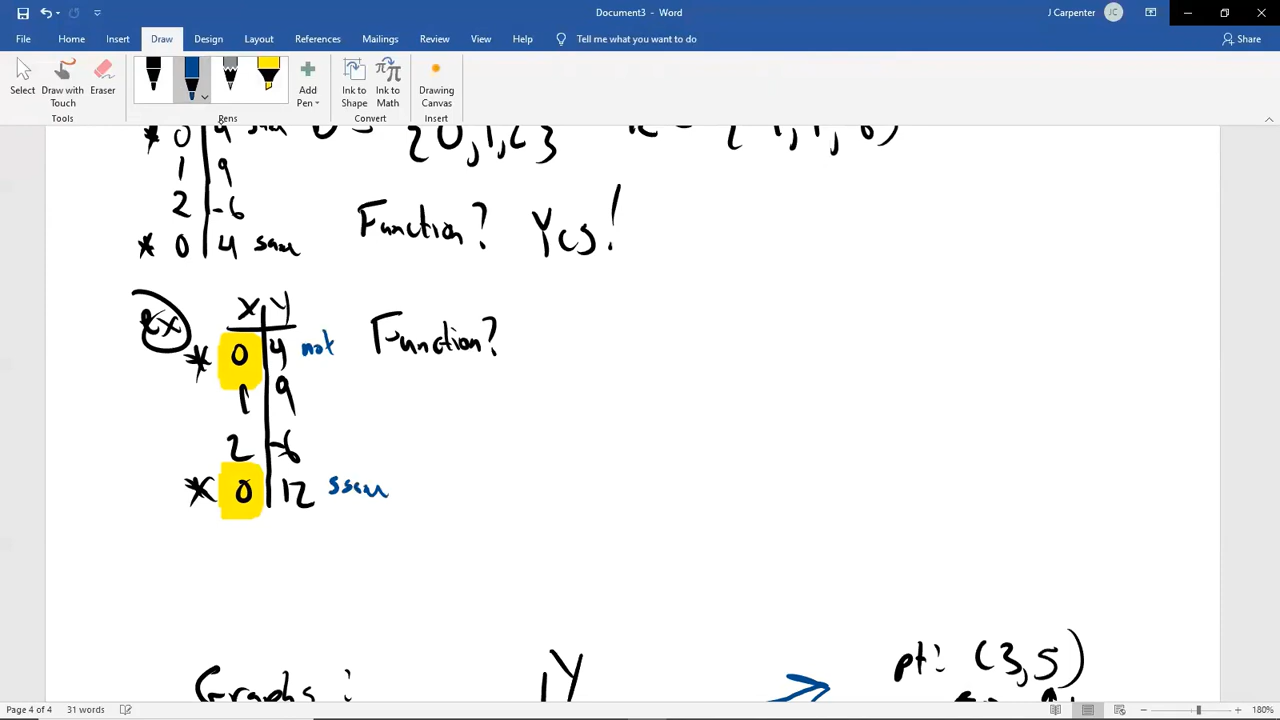 Document3 - Word
J Carpenter JC
File Home Insert Draw Design Layout References Mailings Review View Help Tell me what you want to do Share
Select Draw with Touch Eraser Add Pen Ink to Shape Ink to Math Drawing Canvas
Tools Pens Convert Insert
* 0 4 {0, 1, 2}
1 9
2 -6
* 0 4
Function? Yes!
Ex x y
* 0 4 not Function?
1 9
2 -6
* 0 12
Graphs: y pt: (3,5)
Page 4 of 4 31 words 180%